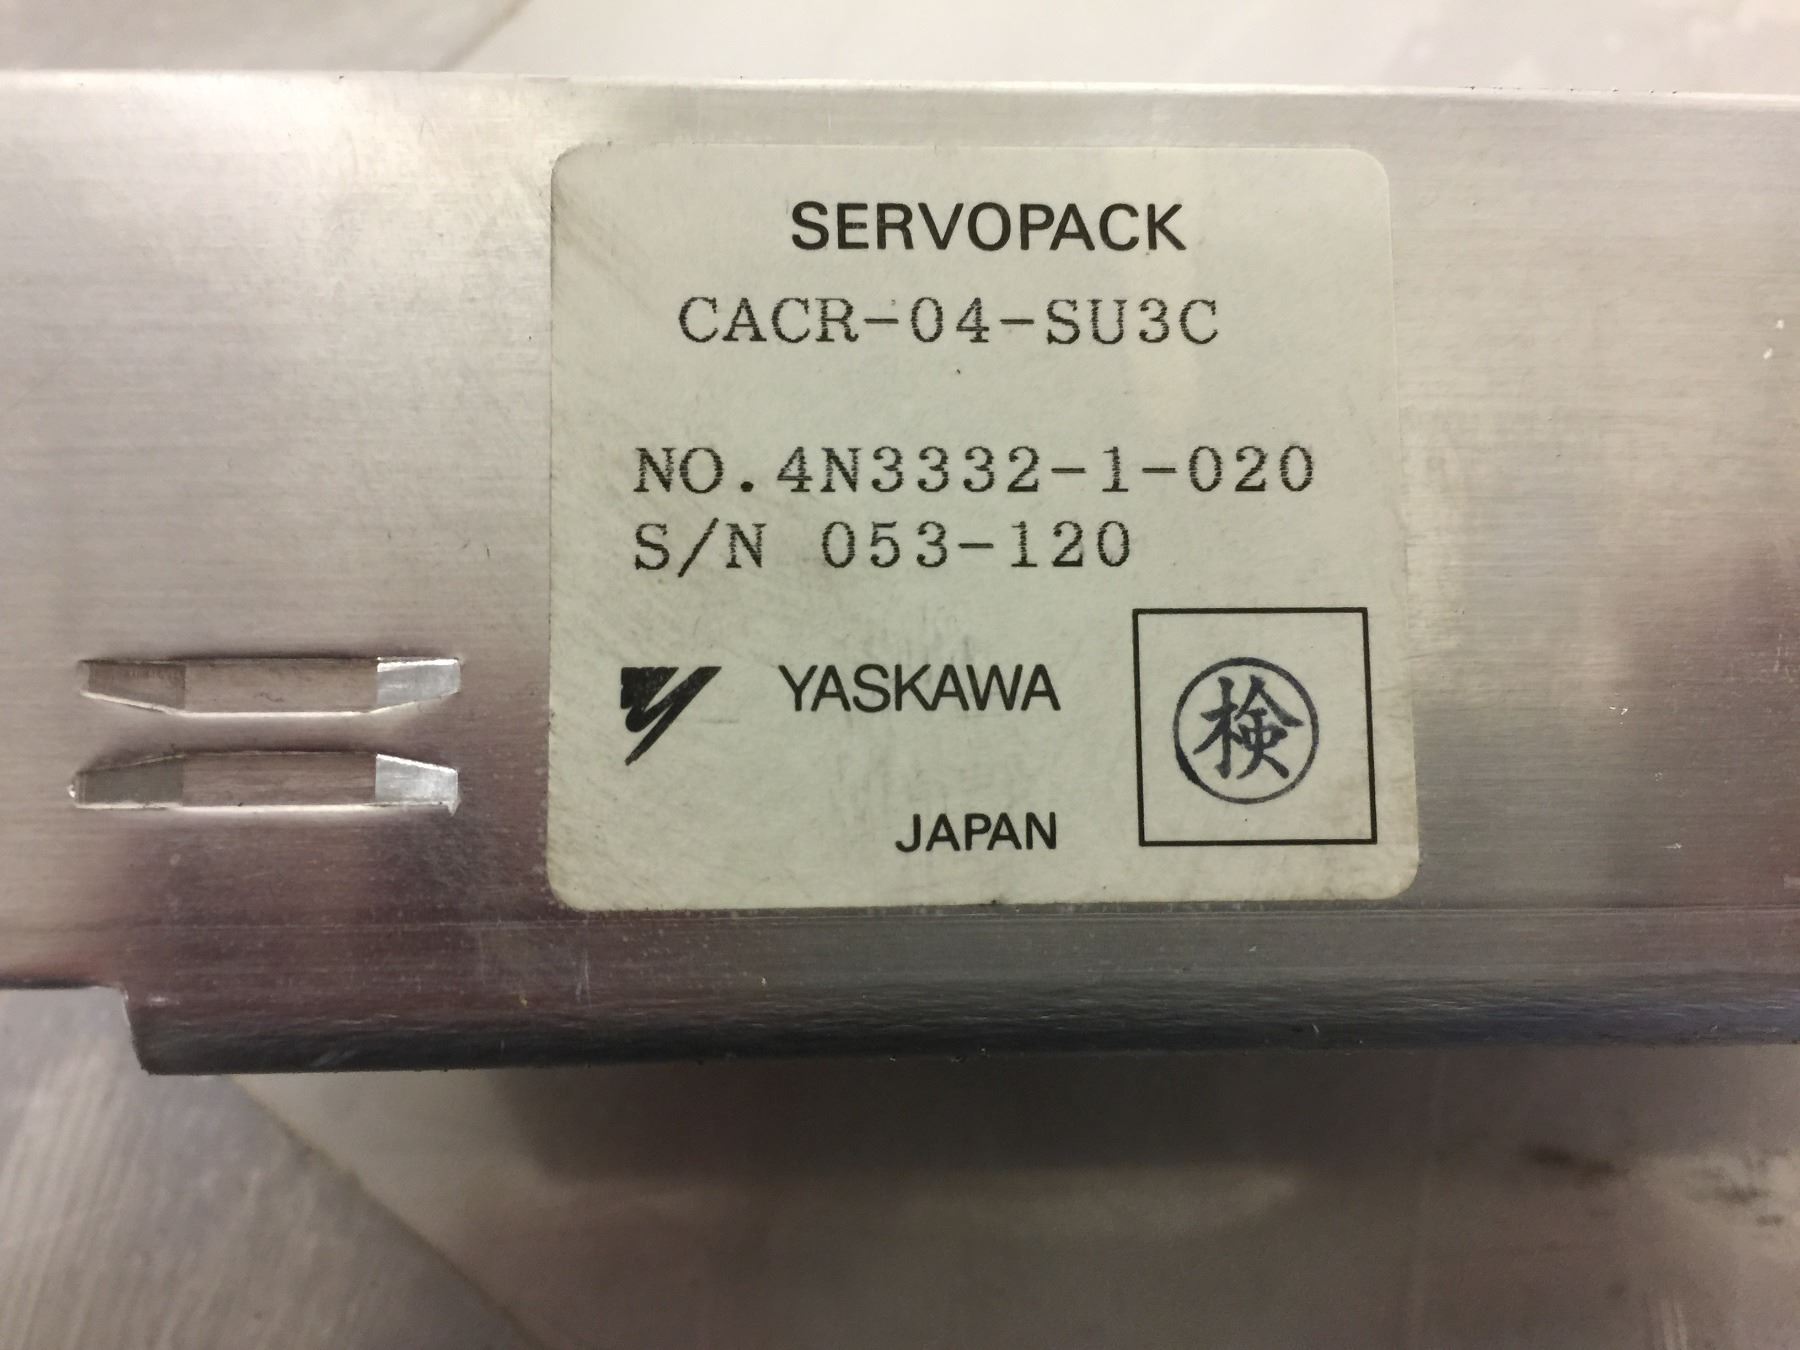 SERVOPACK
CACR-04-SU3C
NO.4N3332-1-020
S/N 053-120
YASKAWA
検
JAPAN